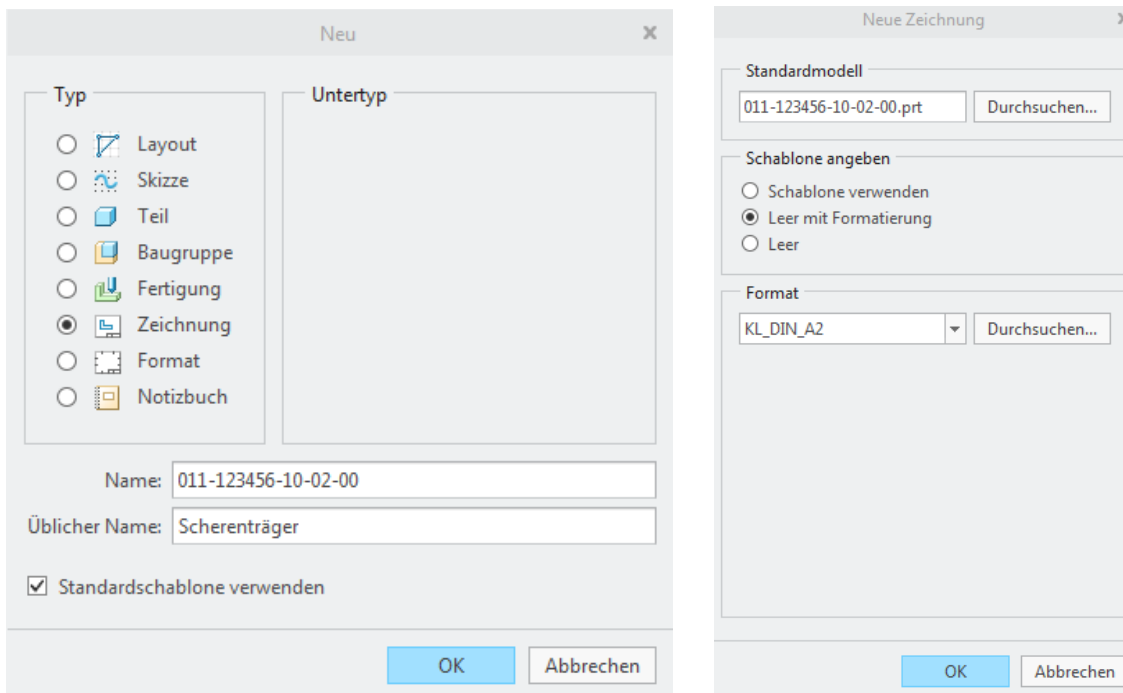 Neu
x
Typ
Untertyp
Layout
Skizze
Teil
Baugruppe
Fertigung
Zeichnung
Format
Notizbuch
Name: 011-123456-10-02-00
Üblicher Name: Scherenträger
Standardschablone verwenden
OK Abbrechen
Neue Zeichnung
Standardmodell
011-123456-10-02-00.prt Durchsuchen...
Schablone angeben
Schablone verwenden
Leer mit Formatierung
Leer
Format
KL_DIN_A2 Durchsuchen...
OK Abbrechen